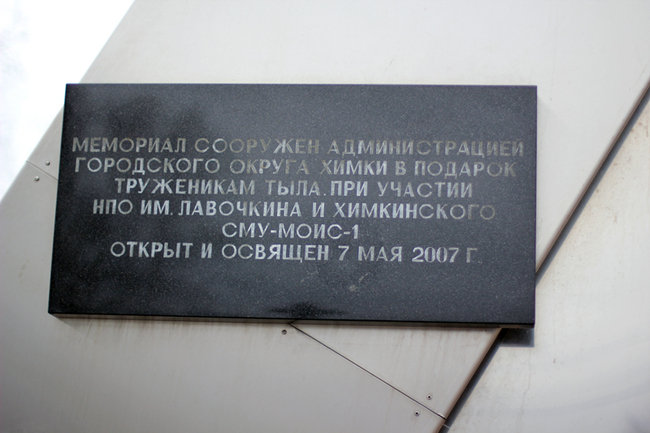 МЕМОРИАЛ СООРУЖЕН АДМИНИСТРАЦИЕЙ
ГОРОДСКОГО ОКРУГА ХИМКИ В ПОДАРОК
ТРУЖЕНИКАМ ТЫЛА. ПРИ УЧАСТИИ
НПО ИМ. ЛАВОЧКИНА И ХИМКИНСКОГО
СМУ-МОИС-1
ОТКРЫТ И ОСВЯЩЕН 7 МАЯ 2007 Г.